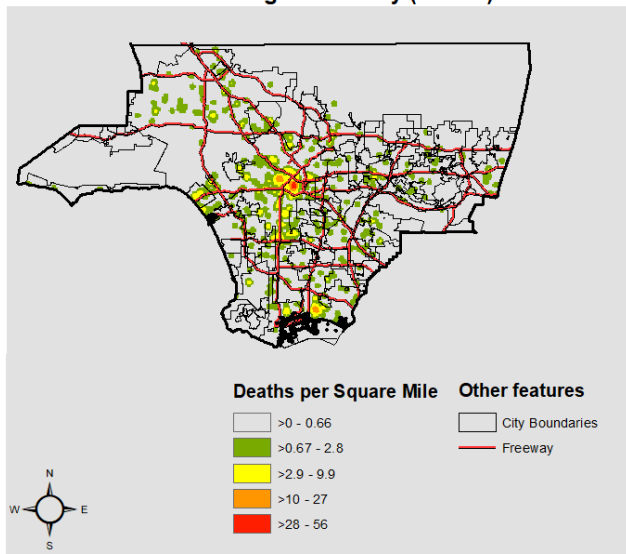 Deaths per Square Mile
>0 - 0.66
>0.67 - 2.8
>2.9 - 9.9
>10 - 27
>28 - 56
Other features
City Boundaries
Freeway
N
W E
S